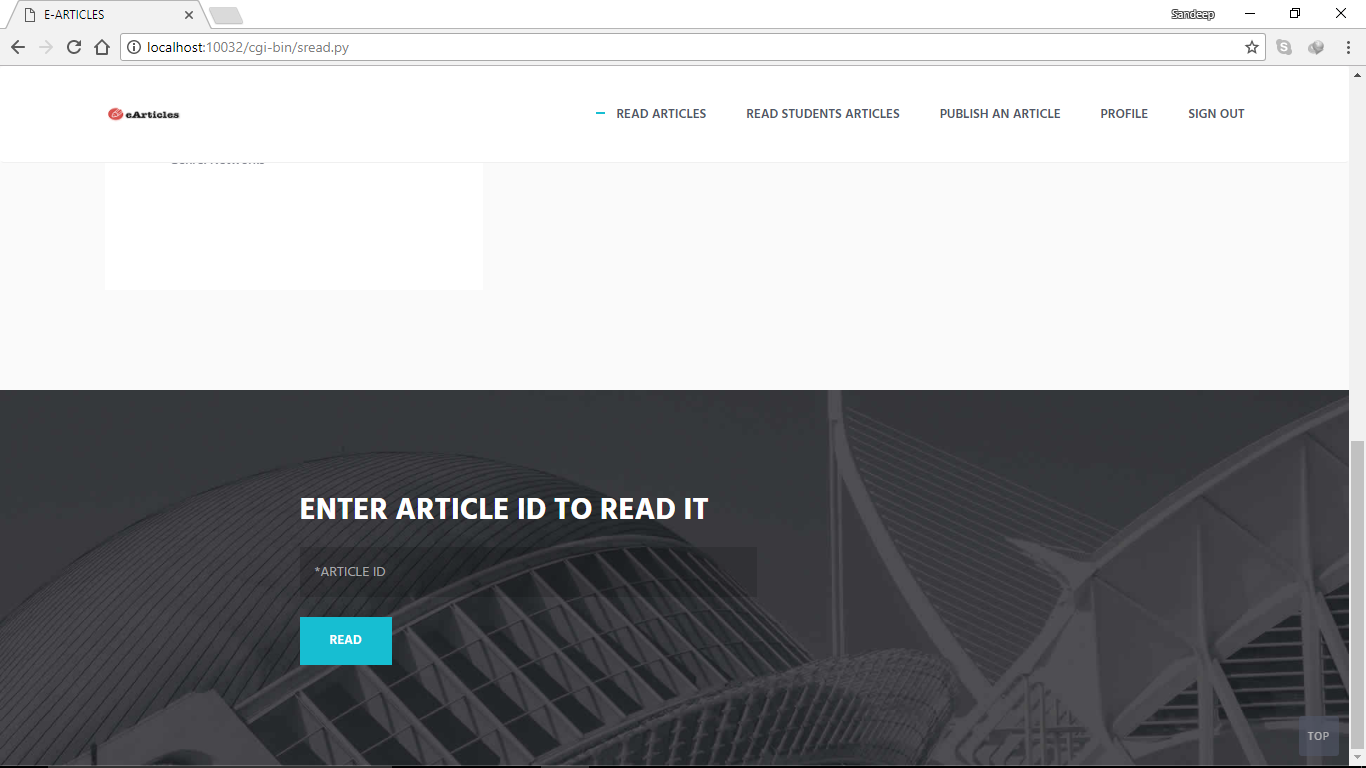 E-ARTICLES
Sandeep
localhost:10032/cgi-bin/sread.py
eArticles
READ ARTICLES
READ STUDENTS ARTICLES
PUBLISH AN ARTICLE
PROFILE
SIGN OUT
ENTER ARTICLE ID TO READ IT
*ARTICLE ID
READ
TOP